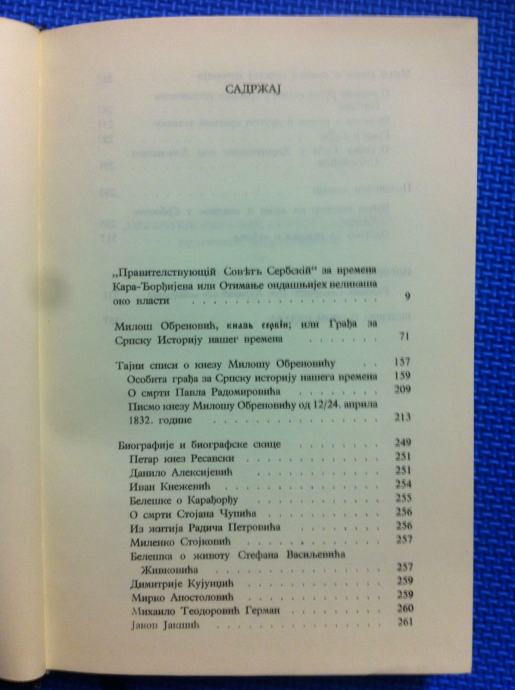 САДРЖАЈ
„Правителствующій Совѣтъ Сербскій“ за времена
Кара-Ђорђијева или Отимање ондашњијех великаша
око власти . . . . . . . . . . . . . . 9
Милош Обреновић, князь сербіи; или Грађа за
Српску Историју нашег времена . . . . . . . 71
Тајни списи о кнезу Милошу Обреновићу . . 157
Особита грађа за Српску историју нашега времена 159
О смрти Павла Радомировића . . . . . . . 209
Писмо кнезу Милошу Обреновићу од 12/24. априла
1832. године . . . . . . . . . . . . . 213
Биографије и биографске скице . . . . . . . 249
Петар кнез Ресавски . . . . . . . . . . 251
Данило Алексијевић . . . . . . . . . . 251
Иван Кнежевић . . . . . . . . . . . . 254
Белешке о Карађорђу . . . . . . . . . . 255
О смрти Стојана Чупића . . . . . . . . . 256
Из житија Радича Петровића . . . . . . . 256
Миленко Стојковић . . . . . . . . . . . 257
Белешка о животу Стефана Васиљевића
Живковића . . . . . . . . . . . . . 257
Димитрије Кујунџић . . . . . . . . . . 259
Мирко Апостоловић . . . . . . . . . . . 259
Михаило Теодоровић Герман . . . . . . . 260
Јаков Јакшић . . . . . . . . . . . . . 261